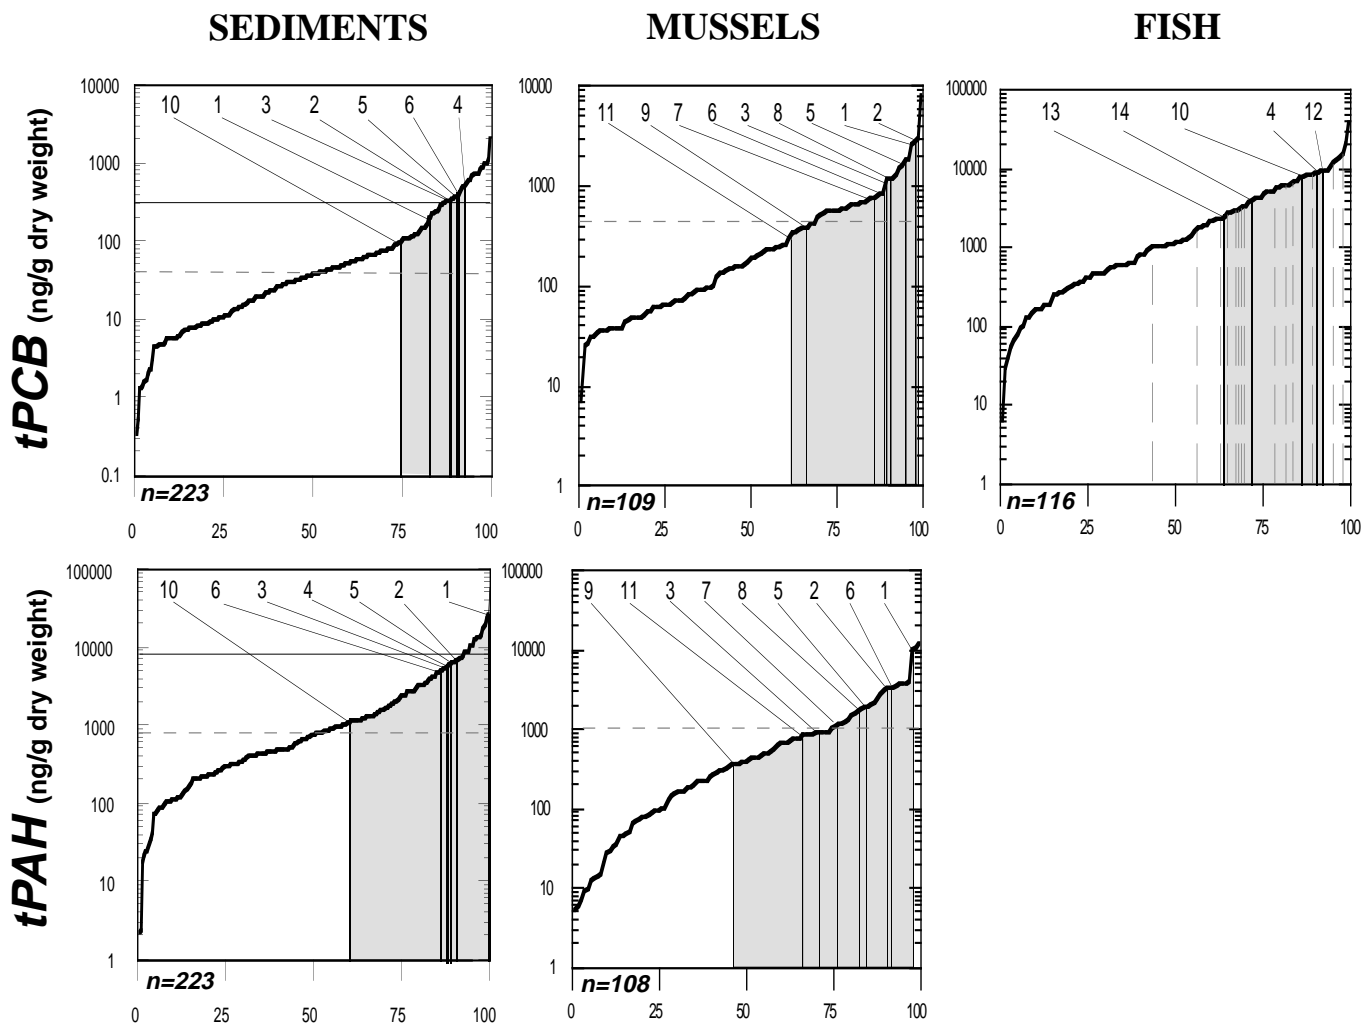 SEDIMENTS MUSSELS FISH
tPCB (ng/g dry weight)
10000
1000
100
10
1
0.1
10 1 3 2 5 6 4
n=223
0 25 50 75 100
10000
1000
100
10
1
11 9 7 6 3 8 5 1 2
n=109
0 25 50 75 100
100000
10000
1000
100
10
1
13 14 10 4 12
n=116
0 25 50 75 100
tPAH (ng/g dry weight)
100000
10000
1000
100
10
1
10 6 3 4 5 2 1
n=223
0 25 50 75 100
100000
10000
1000
100
10
1
9 11 3 7 8 5 2 6 1
n=108
0 25 50 75 100